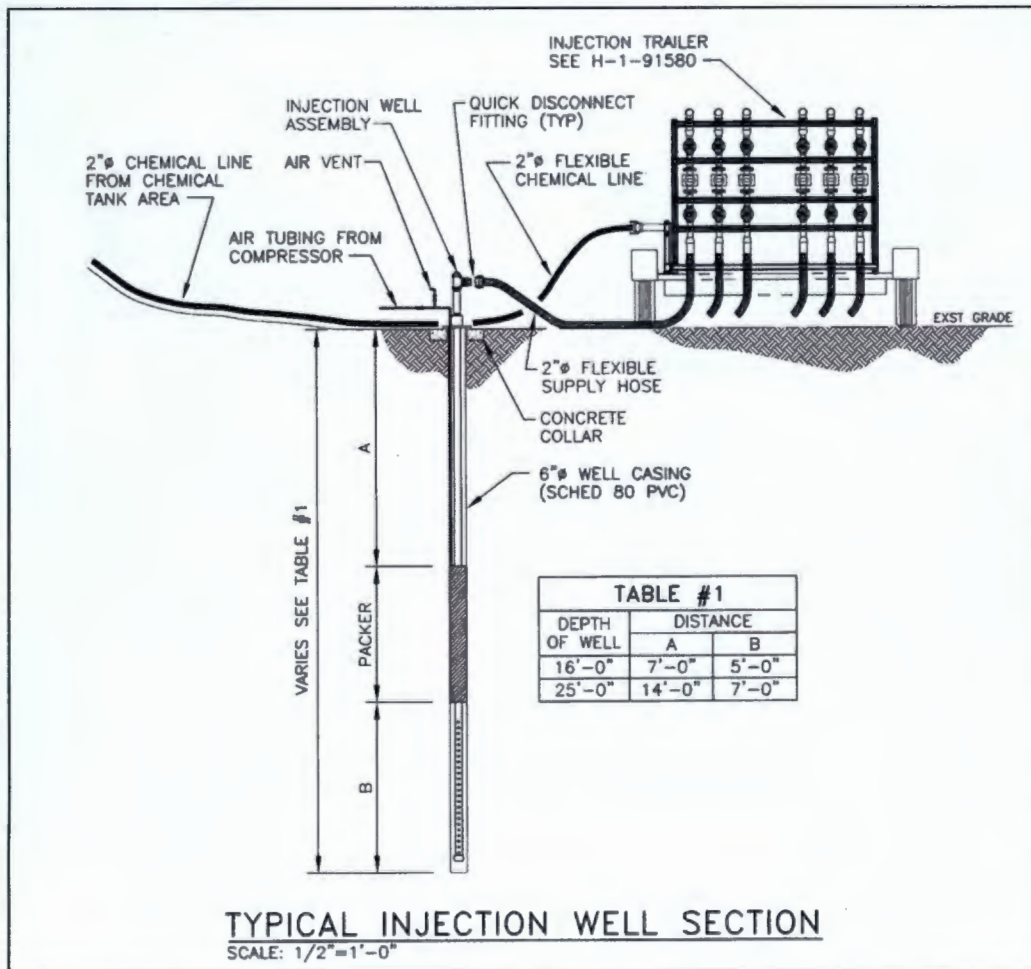 INJECTION TRAILER
SEE H-1-91580
INJECTION WELL
ASSEMBLY
QUICK DISCONNECT
FITTING (TYP)
2"ø CHEMICAL LINE
FROM CHEMICAL
TANK AREA
AIR VENT
2"ø FLEXIBLE
CHEMICAL LINE
AIR TUBING FROM
COMPRESSOR
EXST GRADE
2"ø FLEXIBLE
SUPPLY HOSE
CONCRETE
COLLAR
A
6"ø WELL CASING
(SCHED 80 PVC)
VARIES SEE TABLE #1
PACKER
B
TABLE #1
DEPTH OF WELL DISTANCE
A B
16'-0" 7'-0" 5'-0"
25'-0" 14'-0" 7'-0"
TYPICAL INJECTION WELL SECTION
SCALE: 1/2"=1'-0"